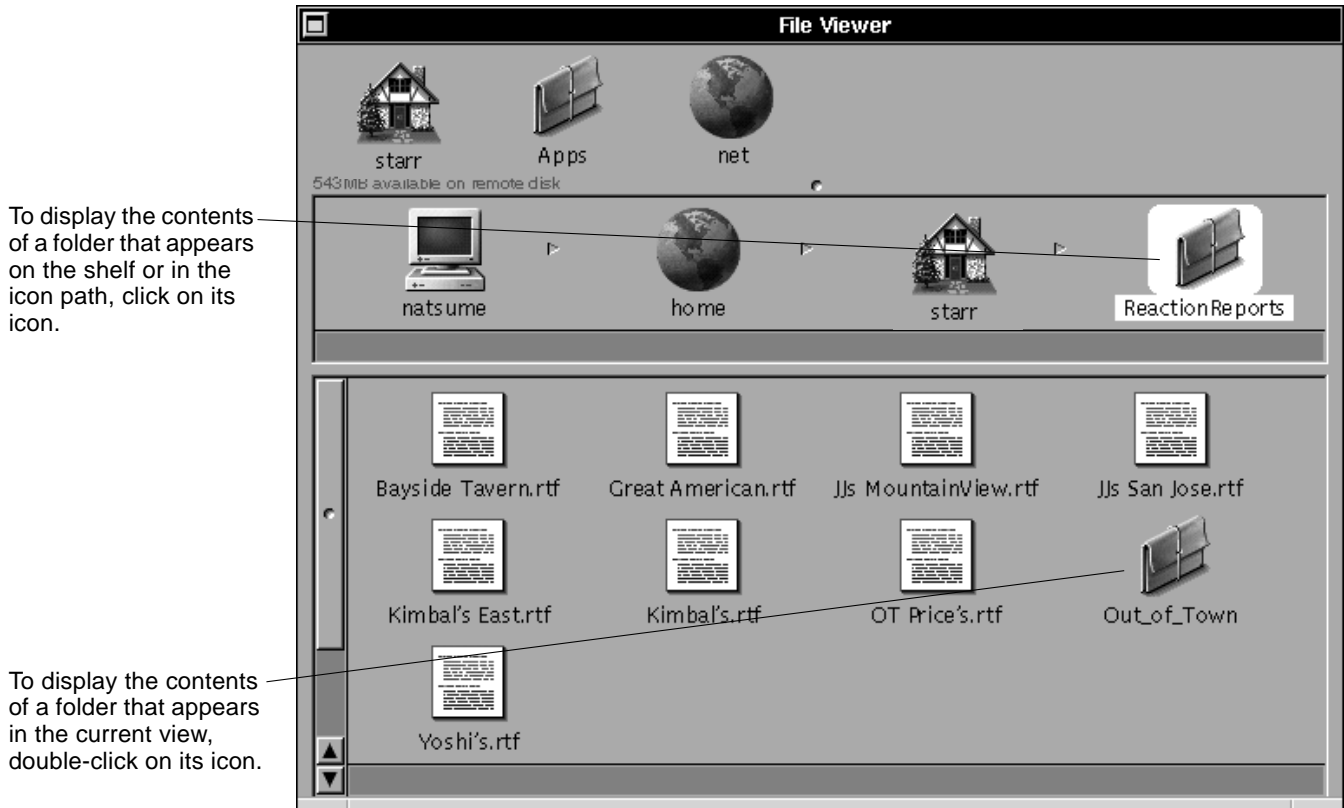 File Viewer
starr
Apps
net
543MB available on remote disk
To display the contents
of a folder that appears
on the shelf or in the
icon path, click on its
icon.
natsume
home
starr
ReactionReports
Bayside Tavern.rtf
Great American.rtf
JJs MountainView.rtf
JJs San Jose.rtf
Kimbal's East.rtf
Kimbal's.rtf
OT Price's.rtf
Out_of_Town
To display the contents
of a folder that appears
in the current view,
double-click on its icon.
Yoshi's.rtf